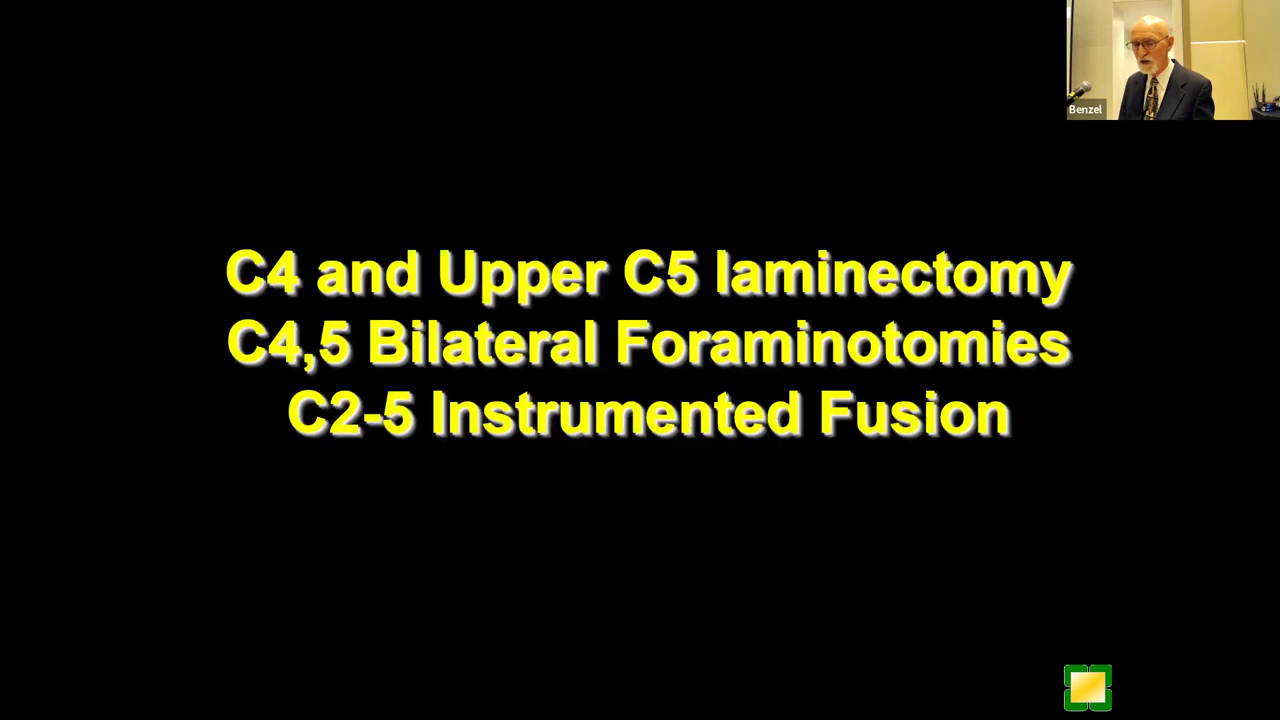 Benzel
C4 and Upper C5 laminectomy
C4,5 Bilateral Foraminotomies
C2-5 Instrumented Fusion